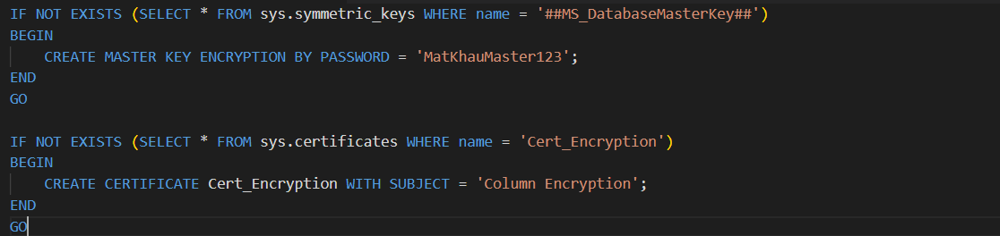 IF NOT EXISTS (SELECT * FROM sys.symmetric_keys WHERE name = '##MS_DatabaseMasterKey##')
BEGIN
    CREATE MASTER KEY ENCRYPTION BY PASSWORD = 'MatKhauMaster123';
END
GO

IF NOT EXISTS (SELECT * FROM sys.certificates WHERE name = 'Cert_Encryption')
BEGIN
    CREATE CERTIFICATE Cert_Encryption WITH SUBJECT = 'Column Encryption';
END
GO